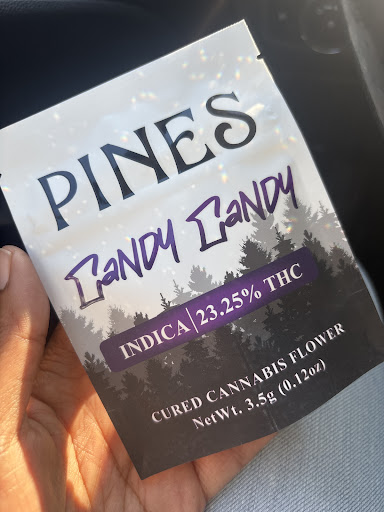 PINES
CANDY CANDY
INDICA|23.25% THC
CURED CANNABIS FLOWER
NetWt. 3.5g (0.12oz)